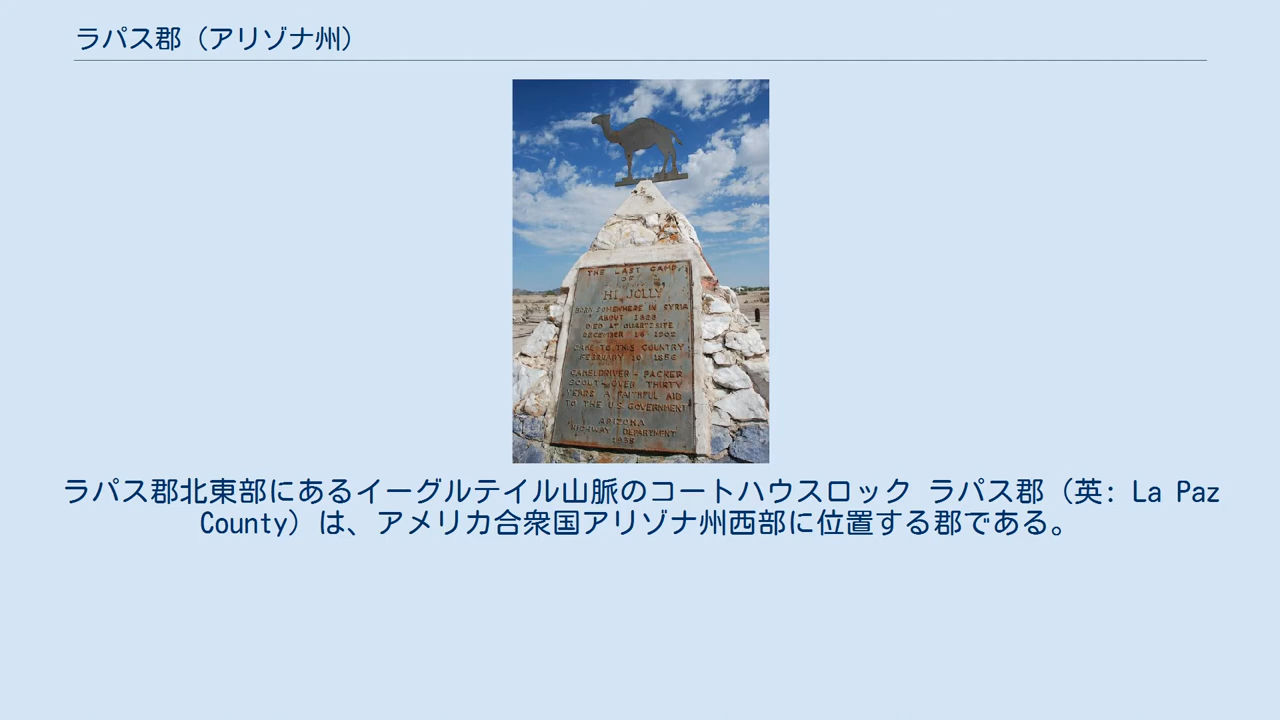 ラパス郡（アリゾナ州）
THE LAST CAMP
OF
HI JOLLY
BORN SOMEWHERE IN SYRIA
ABOUT 1828
DIED AT QUARTZSITE
DECEMBER 16 1902
CAME TO THIS COUNTRY
FEBRUARY 10 1856
CAMELDRIVER - PACKER
SCOUT - OVER THIRTY
YEARS A FAITHFUL AID
TO THE U.S. GOVERNMENT
ARIZONA
HIGHWAY DEPARTMENT
1935
ラパス郡北東部にあるイーグルテイル山脈のコートハウスロック ラパス郡（英: La Paz
County）は、アメリカ合衆国アリゾナ州西部に位置する郡である。